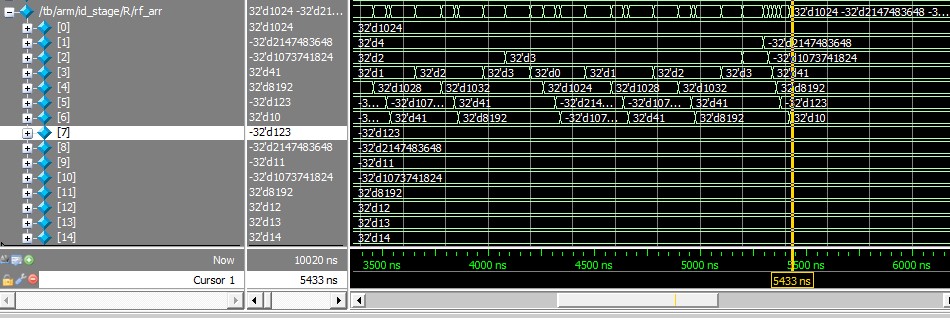 /tb/arm/id_stage/R/rf_arr 32'd1024 -32'd21... 32'd1024 -32'd2147483648 -3...
[0] 32'd1024 32'd1024
[1] -32'd2147483648 32'd4 -32'd2147483648
[2] -32'd1073741824 32'd2 32'd3 -32'd1073741824
[3] 32'd41 32'd1 32'd2 32'd3 32'd0 32'd1 32'd2 32'd3 32'd41
[4] 32'd8192 32'd1028 32'd1032 32'd1024 32'd1028 32'd1032 32'd8192
[5] -32'd123 -3... -32'd107... 32'd41 -32'd214... -32'd107... 32'd41 -32'd123
[6] 32'd10 -3... 32'd41 32'd8192 -32'd107... 32'd41 32'd8192 32'd10
[7] -32'd123 -32'd123
[8] -32'd2147483648 -32'd2147483648
[9] -32'd11 -32'd11
[10] -32'd1073741824 -32'd1073741824
[11] 32'd8192 32'd8192
[12] 32'd12 32'd12
[13] 32'd13 32'd13
[14] 32'd14 32'd14
Now 10020 ns 3500 ns 4000 ns 4500 ns 5000 ns 5500 ns 6000 ns
Cursor 1 5433 ns 5433 ns